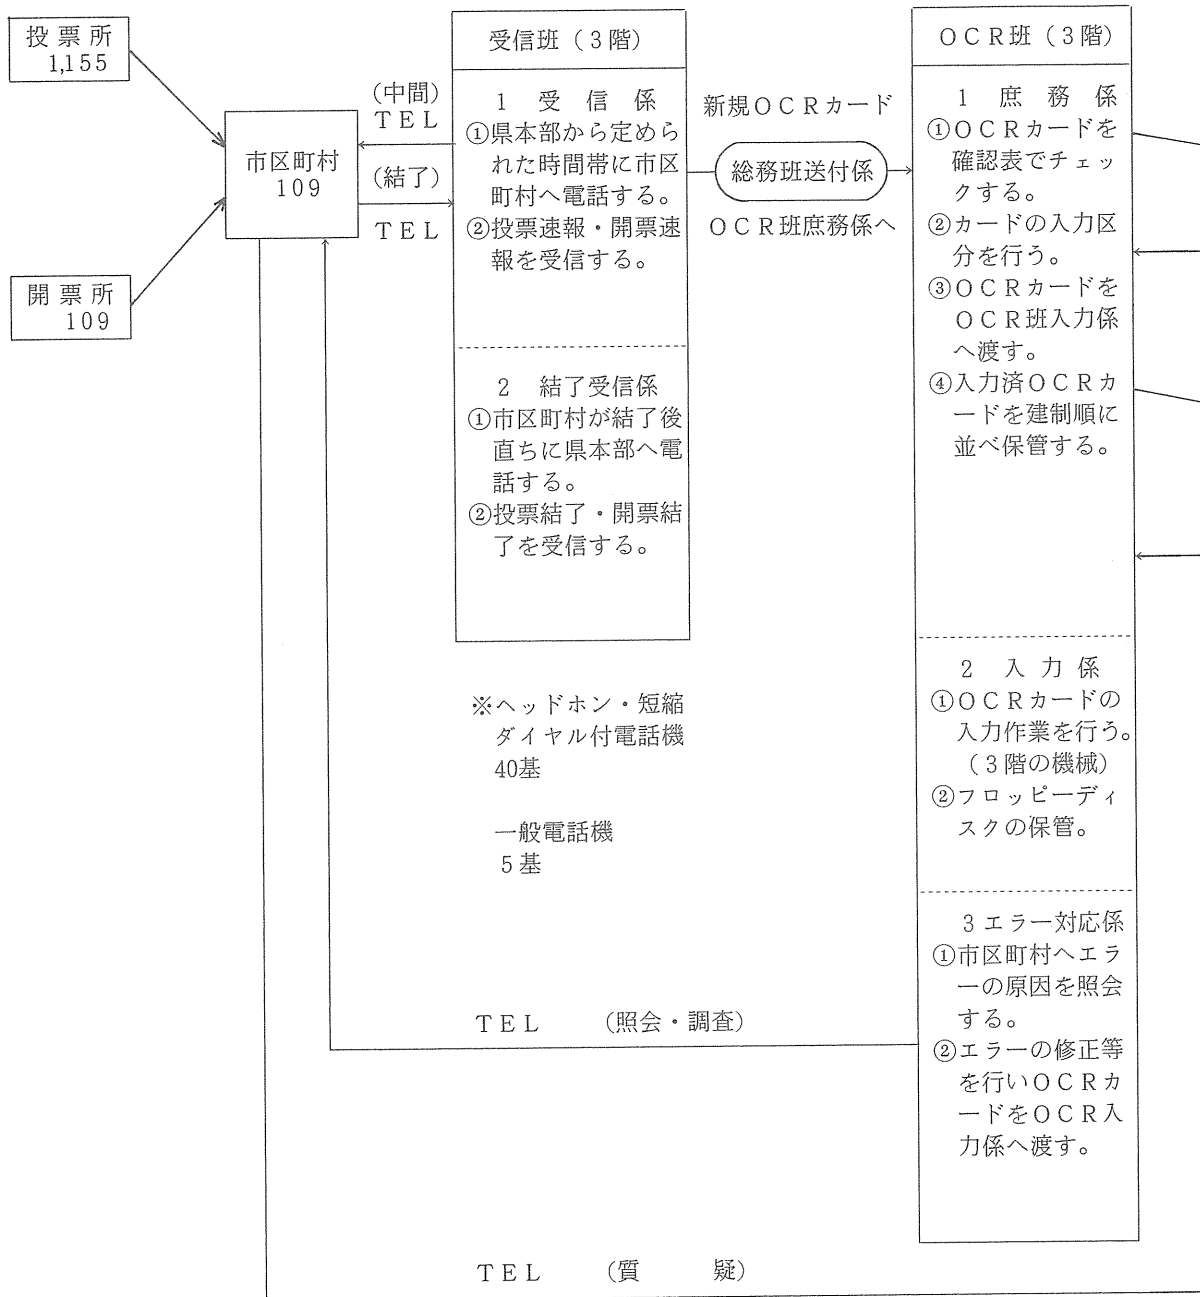 投票所
1,155
開票所
109
市区町村
109
(中間)
TEL
(結了)
TEL
受信班(3階)
1 受信係
①県本部から定めら
れた時間帯に市区
町村へ電話する。
②投票速報・開票速
報を受信する。
2 結了受信係
①市区町村が結了後
直ちに県本部へ電
話する。
②投票結了・開票結
了を受信する。
※ヘッドホン・短縮
ダイヤル付電話機
40基
一般電話機
5基
新規OCRカード
総務班送付係
OCR班庶務係へ
OCR班(3階)
1 庶務係
①OCRカードを
確認表でチェッ
クする。
②カードの入力区
分を行う。
③OCRカードを
OCR班入力係
へ渡す。
④入力済OCRカ
ードを建制順に
並べ保管する。
2 入力係
①OCRカードの
入力作業を行う。
(3階の機械)
②フロッピーディ
スクの保管。
3エラー対応係
①市区町村へエラ
ーの原因を照会
する。
②エラーの修正等
を行いOCRカ
ードをOCR入
力係へ渡す。
TEL (照会・調査)
TEL (質 疑)